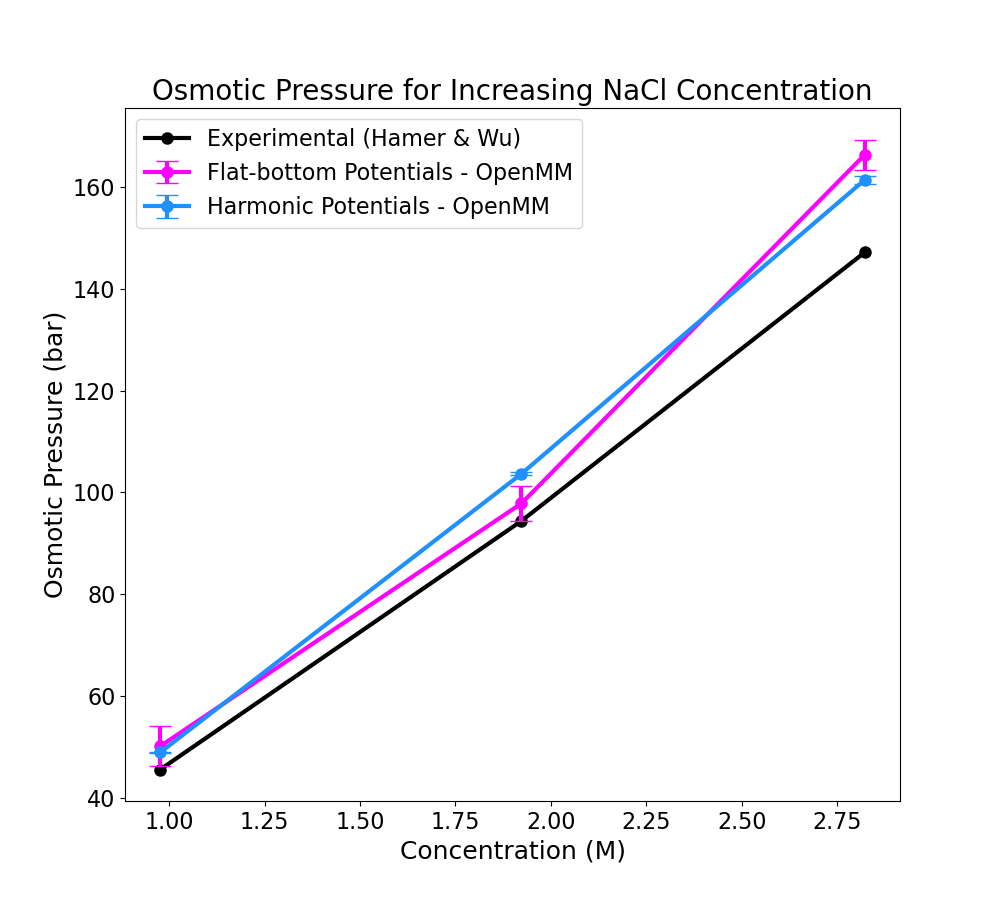 Osmotic Pressure for Increasing NaCl Concentration
Experimental (Hamer & Wu)
Flat-bottom Potentials - OpenMM
Harmonic Potentials - OpenMM
Osmotic Pressure (bar)
160
140
120
100
80
60
40
1.00 1.25 1.50 1.75 2.00 2.25 2.50 2.75
Concentration (M)